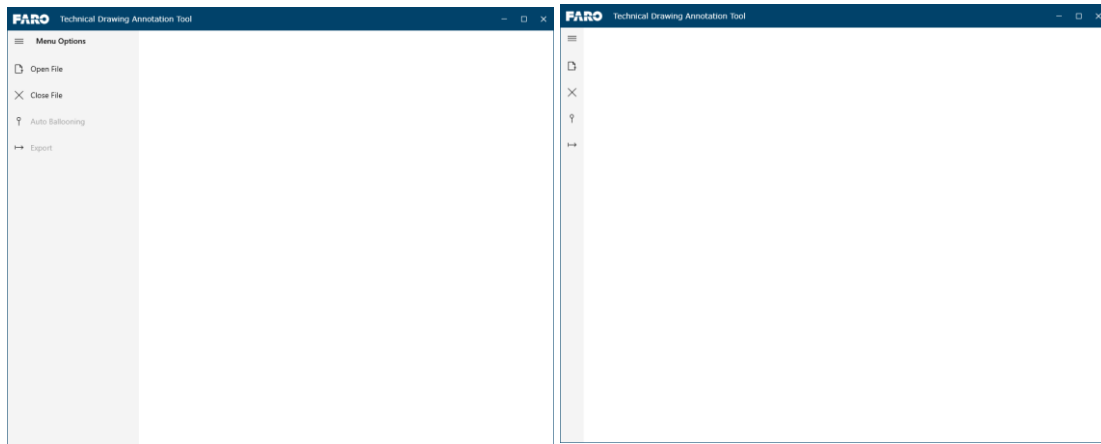 FARO Technical Drawing Annotation Tool
Menu Options
Open File
Close File
Auto Ballooning
Export
FARO Technical Drawing Annotation Tool